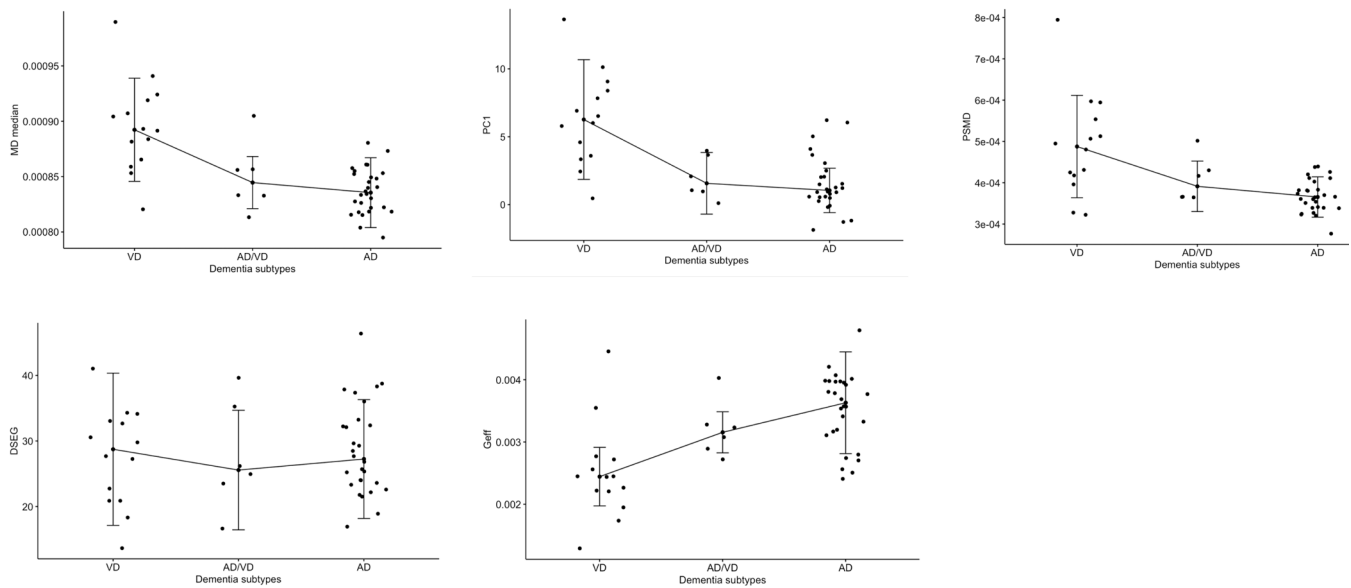 MD median
0.00095
0.00090
0.00085
0.00080
VD
AD/VD
AD
Dementia subtypes
PC1
10
5
0
VD
AD/VD
AD
Dementia subtypes
PSMD
8e-04
7e-04
6e-04
5e-04
4e-04
3e-04
VD
AD/VD
AD
Dementia subtypes
DSEG
40
30
20
VD
AD/VD
AD
Dementia subtypes
Geff
0.004
0.003
0.002
VD
AD/VD
AD
Dementia subtypes